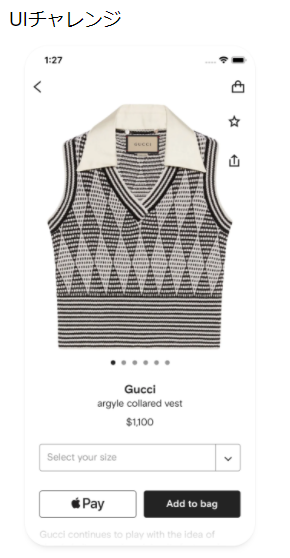 UIチャレンジ
1:27
GUCCI
Gucci
argyle collared vest
$1,100
Select your size
Pay
Add to bag
Gucci continues to play with the idea of